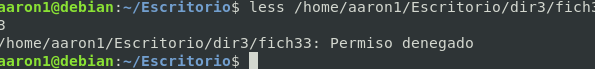 aaron1@debian:~/Escritorio$ less /home/aaron1/Escritorio/dir3/fich3
3
/home/aaron1/Escritorio/dir3/fich33: Permiso denegado
aaron1@debian:~/Escritorio$